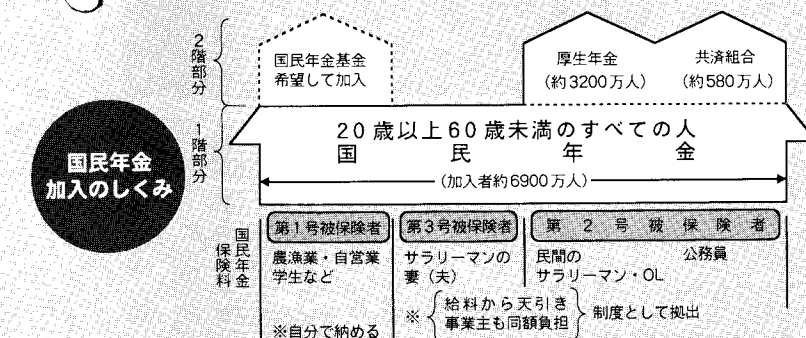 2階部分
国民年金基金
希望して加入
厚生年金
(約3200万人)
共済組合
(約580万人)
1階部分
20歳以上60歳未満のすべての人
国民年金
(加入者約6900万人)
国民年金
加入のしくみ
国民年金
保険料
第1号被保険者
農漁業・自営業
学生など
※自分で納める
第3号被保険者
サラリーマンの
妻(夫)
第2号被保険者
民間の
サラリーマン・OL
公務員
※
給料から天引き
事業主も同額負担
制度として拠出